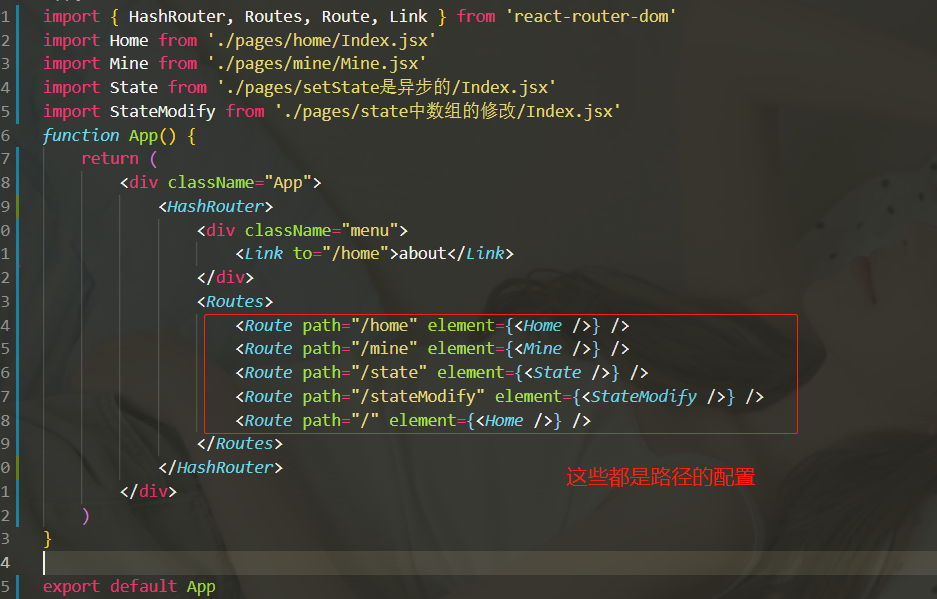 1 import { HashRouter, Routes, Route, Link } from 'react-router-dom'
2 import Home from './pages/home/Index.jsx'
3 import Mine from './pages/mine/Mine.jsx'
4 import State from './pages/setState是异步的/Index.jsx'
5 import StateModify from './pages/state中数组的修改/Index.jsx'
6 function App() {
7 return (
8 <div className="App">
9 <HashRouter>
0 <div className="menu">
1 <Link to="/home">about</Link>
2 </div>
3 <Routes>
4 <Route path="/home" element={<Home />} />
5 <Route path="/mine" element={<Mine />} />
6 <Route path="/state" element={<State />} />
7 <Route path="/stateModify" element={<StateModify />} />
8 <Route path="/" element={<Home />} />
9 </Routes>
0 </HashRouter>
这些都是路径的配置
1 </div>
2 )
3 }
4
5 export default App